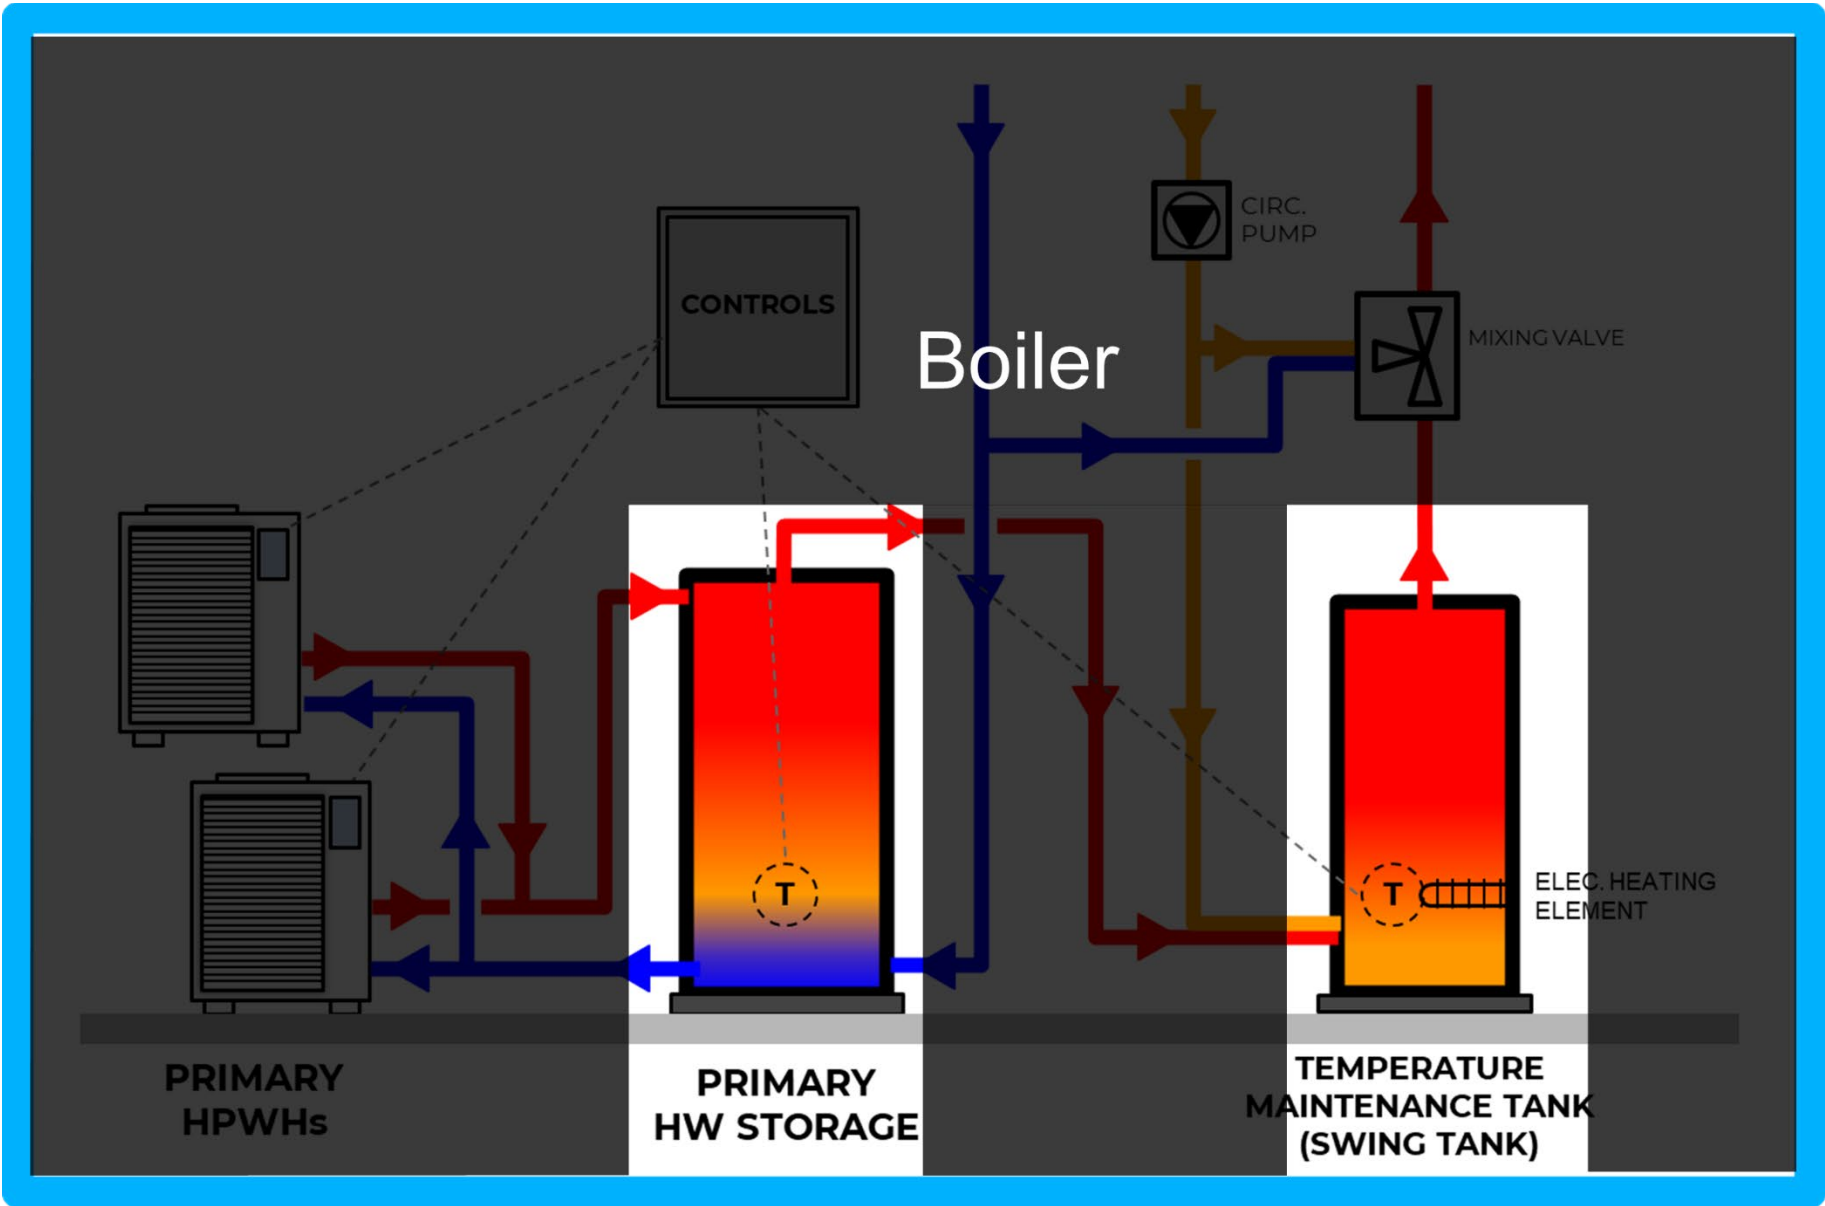 CIRC.
PUMP
CONTROLS
Boiler
MIXING VALVE
T
T
ELEC. HEATING
ELEMENT
PRIMARY
HPWHs
PRIMARY
HW STORAGE
TEMPERATURE
MAINTENANCE TANK
(SWING TANK)